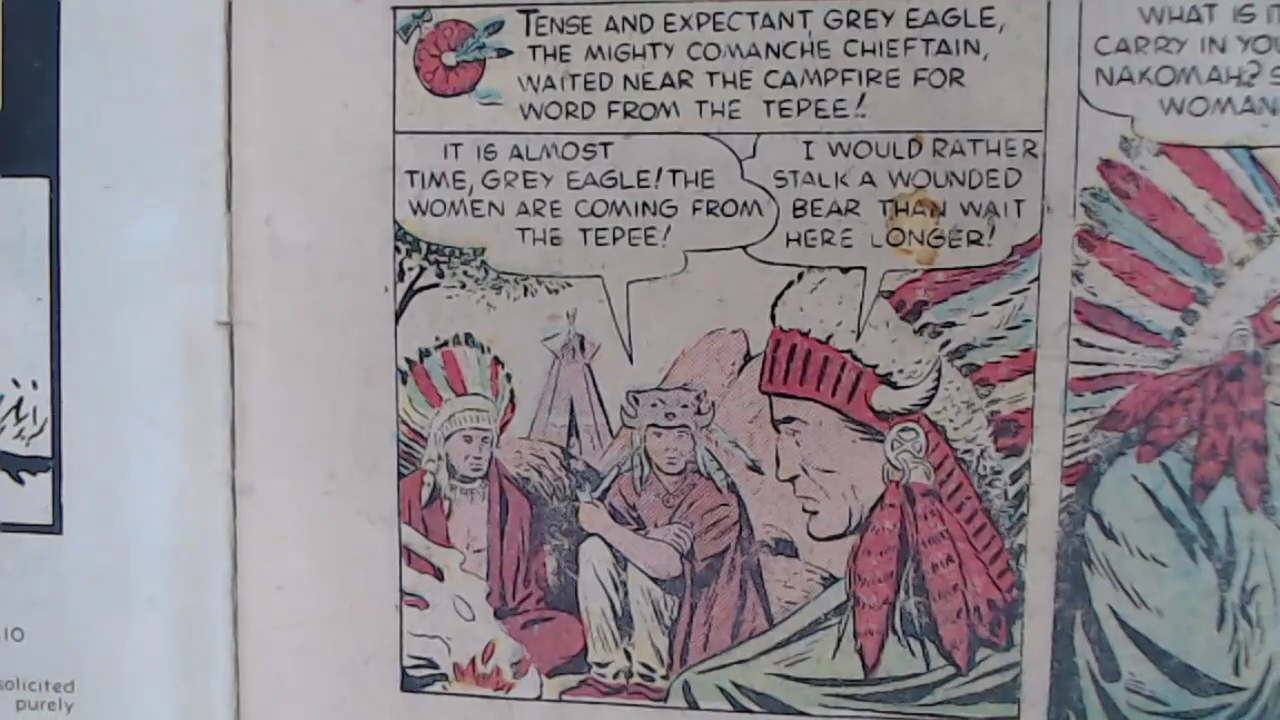 TENSE AND EXPECTANT, GREY EAGLE,
THE MIGHTY COMANCHE CHIEFTAIN,
WAITED NEAR THE CAMPFIRE FOR
WORD FROM THE TEPEE!
IT IS ALMOST
TIME, GREY EAGLE! THE
WOMEN ARE COMING FROM
THE TEPEE!
I WOULD RATHER
STALK A WOUNDED
BEAR THAN WAIT
HERE LONGER!
WHAT IS
CARRY IN
NAKOMAH?
WOMAN
10
solicited
purely